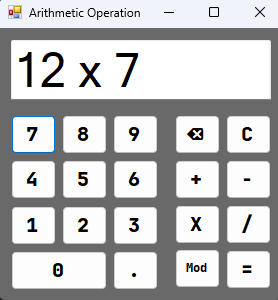 Arithmetic Operation
12 x 7
7 8 9 C
4 5 6 + -
1 2 3 X /
0 . Mod =